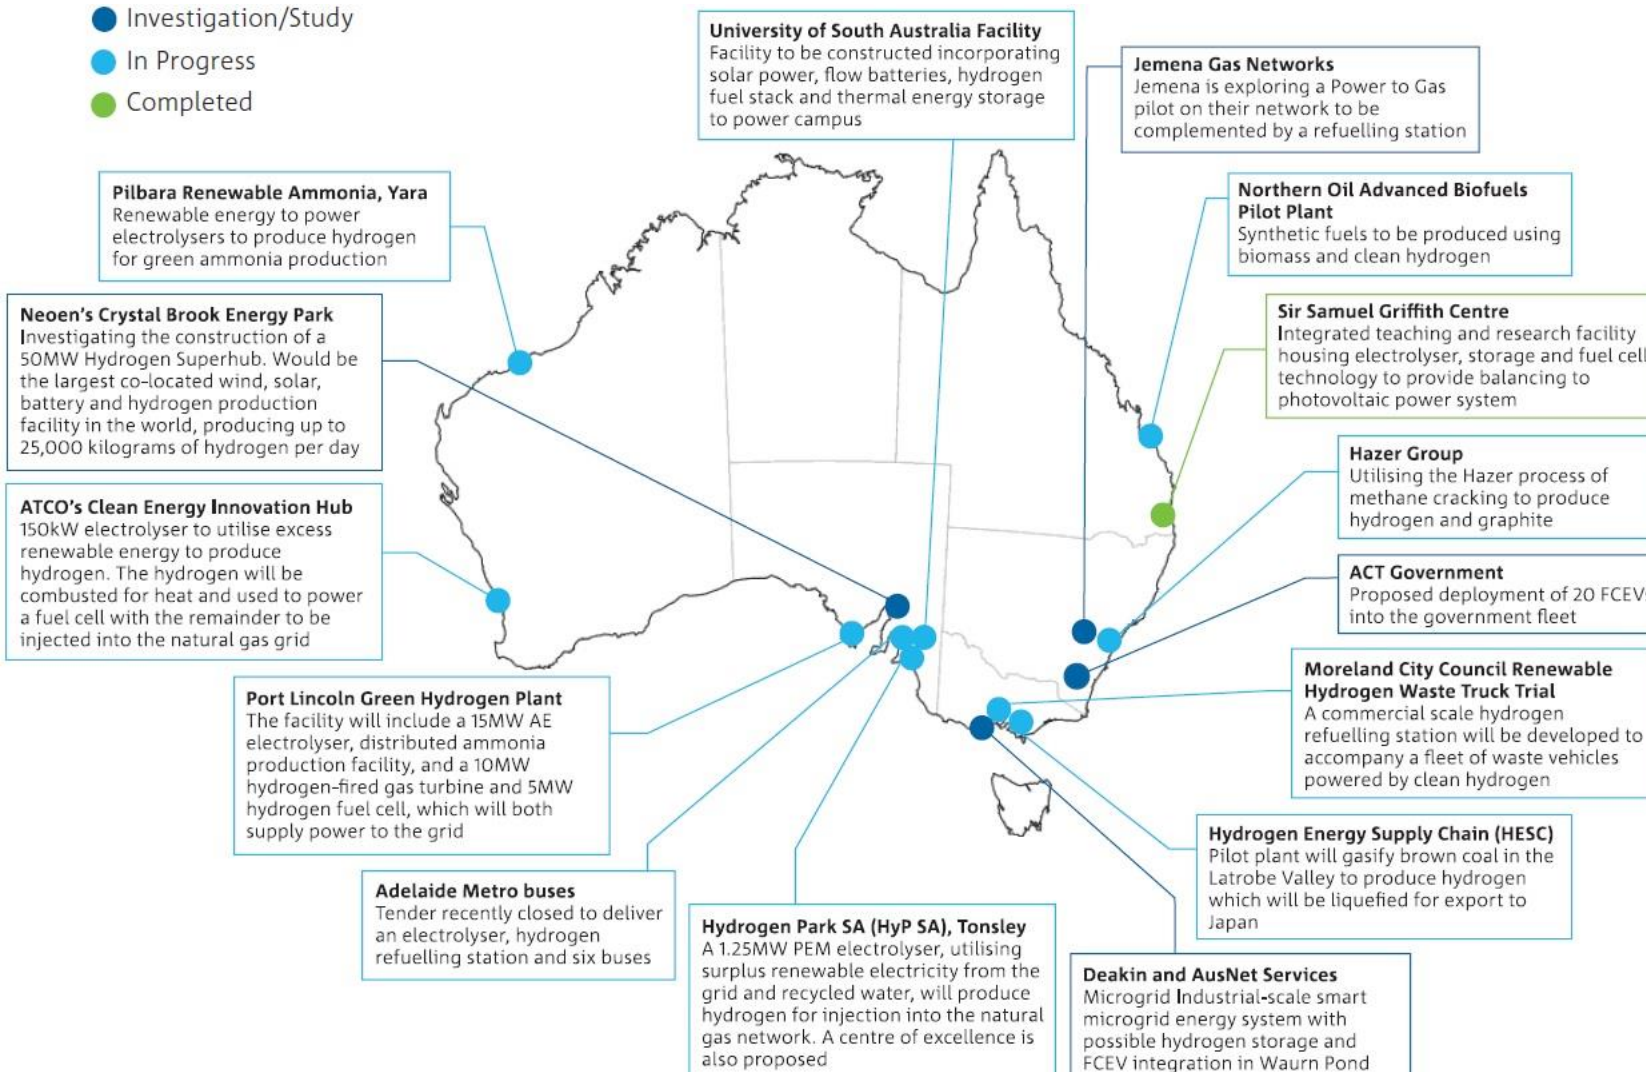 Investigation/Study
In Progress
Completed
University of South Australia Facility
Facility to be constructed incorporating
solar power, flow batteries, hydrogen
fuel stack and thermal energy storage
to power campus
Jemena Gas Networks
Jemena is exploring a Power to Gas
pilot on their network to be
complemented by a refuelling station
Pilbara Renewable Ammonia, Yara
Renewable energy to power
electrolysers to produce hydrogen
for green ammonia production
Northern Oil Advanced Biofuels
Pilot Plant
Synthetic fuels to be produced using
biomass and clean hydrogen
Neoen's Crystal Brook Energy Park
Investigating the construction of a
50MW Hydrogen Superhub. Would be
the largest co-located wind, solar,
battery and hydrogen production
facility in the world, producing up to
25,000 kilograms of hydrogen per day
Sir Samuel Griffith Centre
Integrated teaching and research facility
housing electrolyser, storage and fuel cell
technology to provide balancing to
photovoltaic power system
Hazer Group
Utilising the Hazer process of
methane cracking to produce
hydrogen and graphite
ATCO's Clean Energy Innovation Hub
150kW electrolyser to utilise excess
renewable energy to produce
hydrogen. The hydrogen will be
combusted for heat and used to power
a fuel cell with the remainder to be
injected into the natural gas grid
ACT Government
Proposed deployment of 20 FCEVs
into the government fleet
Moreland City Council Renewable
Hydrogen Waste Truck Trial
A commercial scale hydrogen
refuelling station will be developed to
accompany a fleet of waste vehicles
powered by clean hydrogen
Port Lincoln Green Hydrogen Plant
The facility will include a 15MW AE
electrolyser, distributed ammonia
production facility, and a 10MW
hydrogen-fired gas turbine and 5MW
hydrogen fuel cell, which will both
supply power to the grid
Hydrogen Energy Supply Chain (HESC)
Pilot plant will gasify brown coal in the
Latrobe Valley to produce hydrogen
which will be liquefied for export to
Japan
Adelaide Metro buses
Tender recently closed to deliver
an electrolyser, hydrogen
refuelling station and six buses
Hydrogen Park SA (HyP SA), Tonsley
A 1.25MW PEM electrolyser, utilising
surplus renewable electricity from the
grid and recycled water, will produce
hydrogen for injection into the natural
gas network. A centre of excellence is
also proposed
Deakin and AusNet Services
Microgrid Industrial-scale smart
microgrid energy system with
possible hydrogen storage and
FCEV integration in Waurn Pond